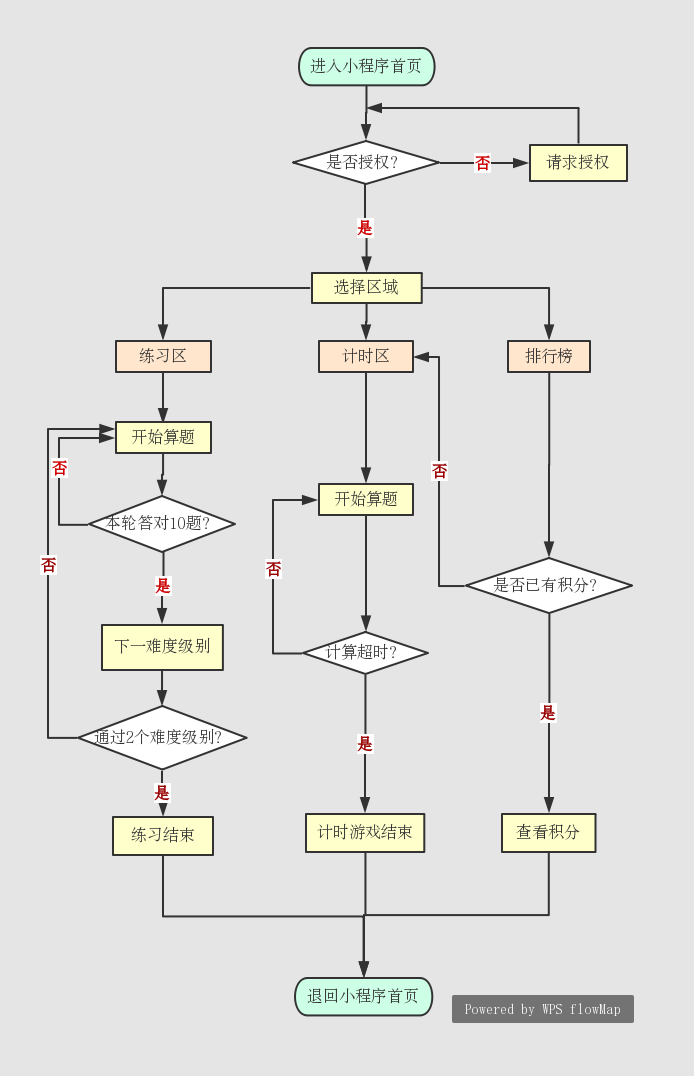 进入小程序首页
是否授权?
否
请求授权
是
选择区域
练习区
计时区
排行榜
开始算题
否
本轮答对10题?
是
否
下一难度级别
通过2个难度级别?
是
练习结束
开始算题
否
计算超时?
是
计时游戏结束
否
是否已有积分?
是
查看积分
退回小程序首页
Powered by WPS flowMap